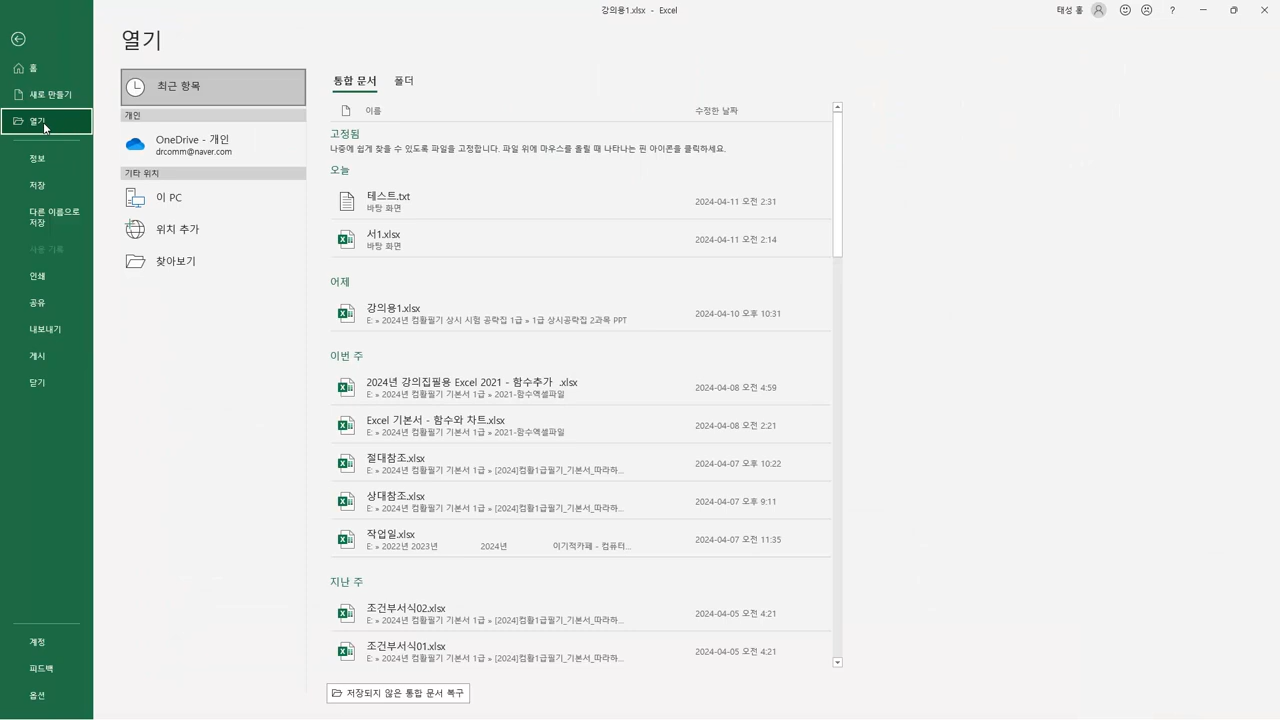 강의용1.xlsx - Excel
태성 홍
?
홈
새로 만들기
열기
정보
저장
다른 이름으로
저장
사용 기록
인쇄
공유
내보내기
게시
닫기
계정
피드백
옵션
열기
최근 항목
개인
OneDrive - 개인
drcomm@naver.com
기타 위치
이 PC
위치 추가
찾아보기
통합 문서 폴더
이름 수정한 날짜
고정됨
나중에 쉽게 찾을 수 있도록 파일을 고정합니다. 파일 위에 마우스를 올릴 때 나타나는 핀 아이콘을 클릭하세요.
오늘
테스트.txt
바탕 화면 2024-04-11 오전 2:31
서1.xlsx
바탕 화면 2024-04-11 오전 2:14
어제
강의용1.xlsx
E: » 2024년 컴활필기 상시 시험 공략집 1급 » 1급 상시공략집 2과목 PPT 2024-04-10 오후 10:31
이번 주
2024년 강의집필용 Excel 2021 - 함수추가 .xlsx
E: » 2024년 컴활필기 기본서 1급 » 2021-함수엑셀파일 2024-04-08 오전 4:59
Excel 기본서 - 함수와 차트.xlsx
E: » 2024년 컴활필기 기본서 1급 » 2021-함수엑셀파일 2024-04-08 오전 2:21
절대참조.xlsx
E: » 2024년 컴활필기 기본서 1급 » [2024]컴활1급필기_기본서_따라하... 2024-04-07 오후 10:22
상대참조.xlsx
E: » 2024년 컴활필기 기본서 1급 » [2024]컴활1급필기_기본서_따라하... 2024-04-07 오후 9:11
작업일.xlsx
E: » 2022년 2023년 2024년 이기적카페 - 컴퓨터... 2024-04-07 오전 11:35
지난 주
조건부서식02.xlsx
E: » 2024년 컴활필기 기본서 1급 » [2024]컴활1급필기_기본서_따라하... 2024-04-05 오전 4:21
조건부서식01.xlsx
E: » 2024년 컴활필기 기본서 1급 » [2024]컴활1급필기_기본서_따라하... 2024-04-05 오전 4:21
저장되지 않은 통합 문서 복구